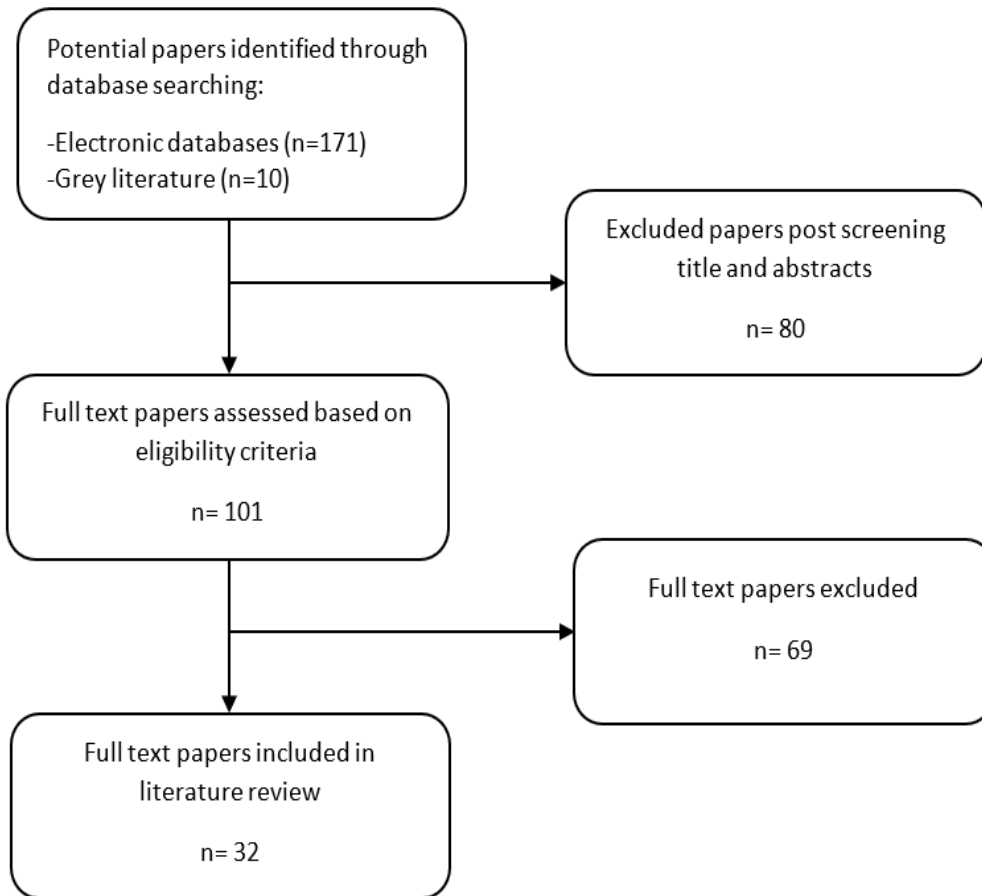 Potential papers identified through
database searching:
-Electronic databases (n=171)
-Grey literature (n=10)
Excluded papers post screening
title and abstracts
n= 80
Full text papers assessed based on
eligibility criteria
n= 101
Full text papers excluded
n= 69
Full text papers included in
literature review
n= 32